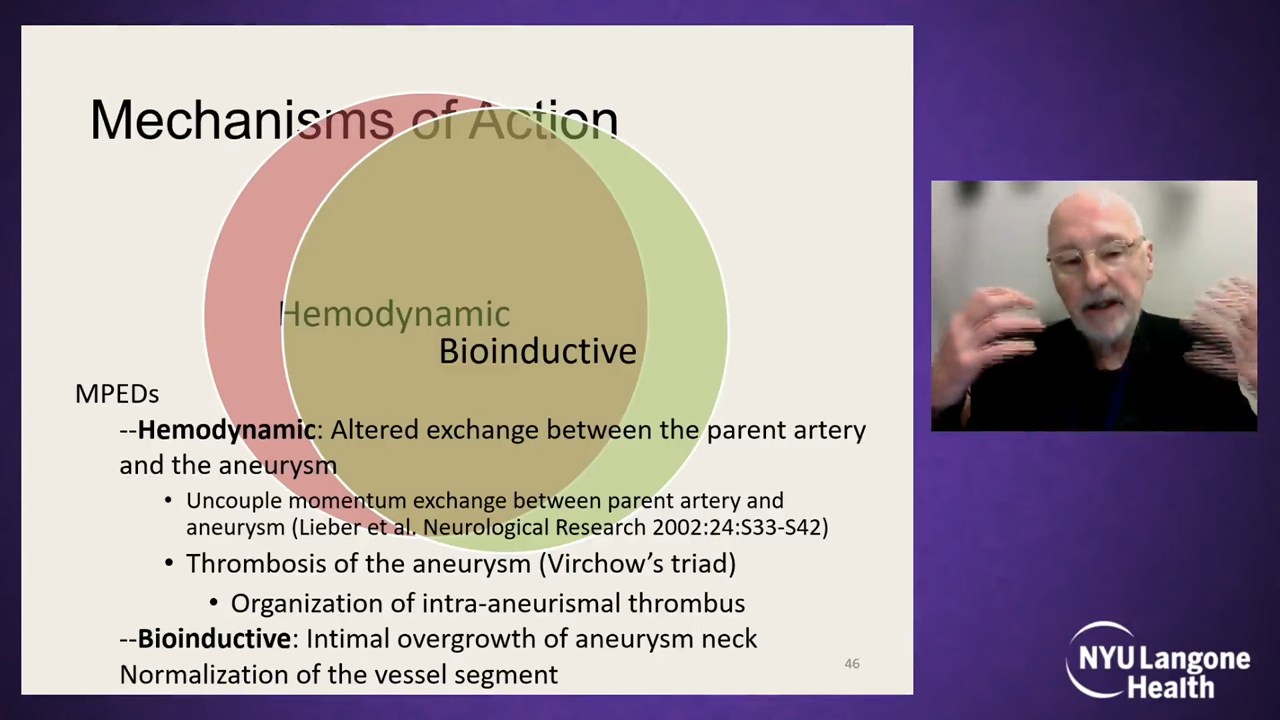 Mechanisms of Action
Hemodynamic
Bioinductive
MPEDs
--Hemodynamic: Altered exchange between the parent artery
and the aneurysm
• Uncouple momentum exchange between parent artery and
aneurysm (Lieber et al. Neurological Research 2002:24:S33-S42)
• Thrombosis of the aneurysm (Virchow’s triad)
• Organization of intra-aneurismal thrombus
--Bioinductive: Intimal overgrowth of aneurysm neck
Normalization of the vessel segment
46
NYU Langone
Health